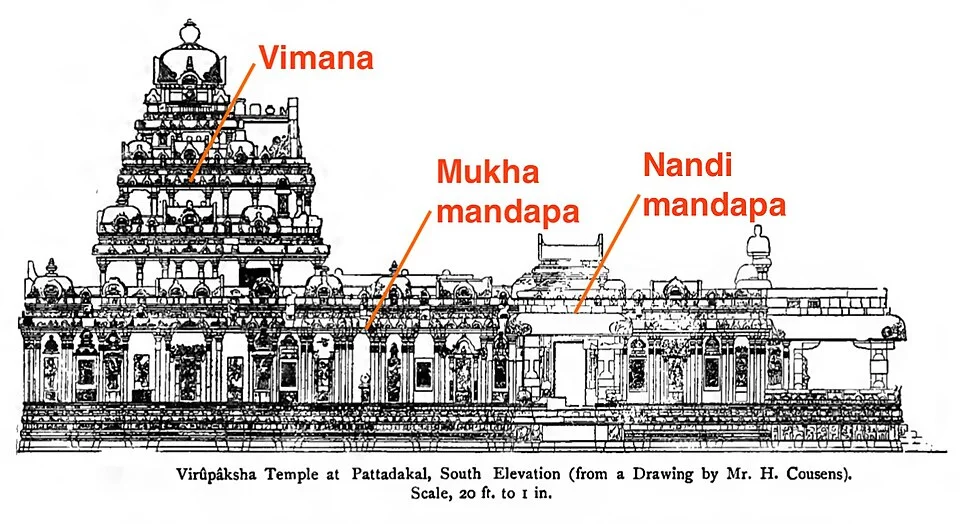 Vimana
Mukha
mandapa
Nandi
mandapa
Virûpâksha Temple at Pattadakal, South Elevation (from a Drawing by Mr. H. Cousens).
Scale, 20 ft. to 1 in.